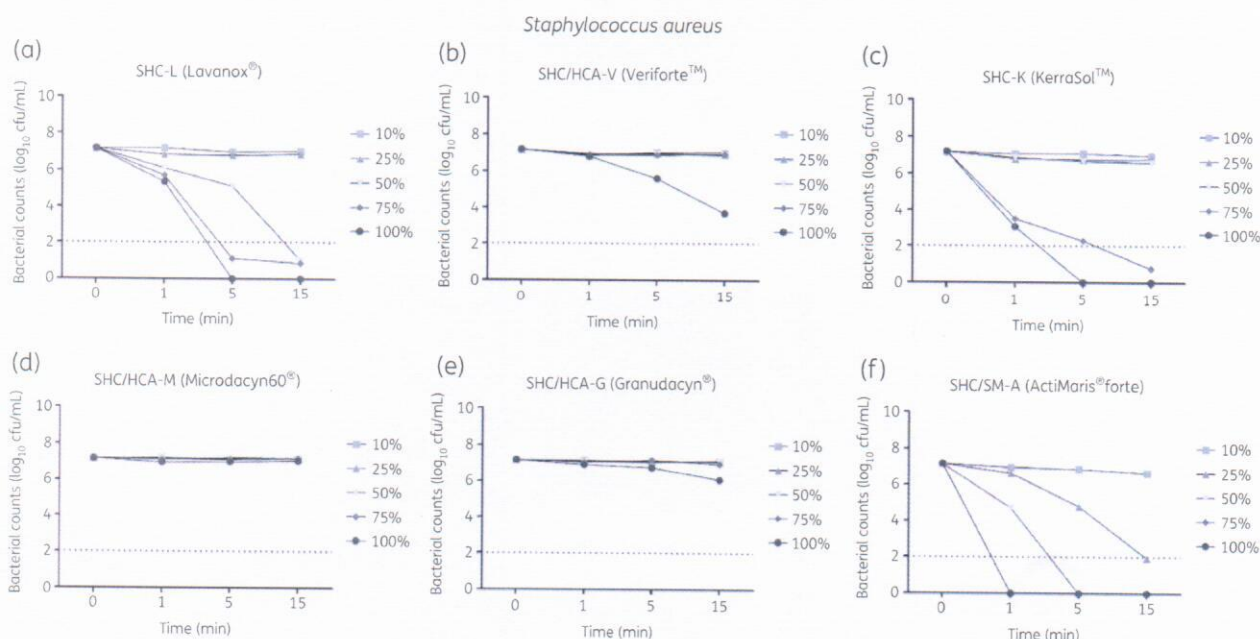 Staphylococcus aureus
(a)
SHC-L (Lavanox®)
Bacterial counts (log10 cfu/mL)
10
8
6
4
2
0
0 1 5 15
Time (min)
10%
25%
50%
75%
100%
(b)
SHC/HCA-V (Veriforte™)
Bacterial counts (log10 cfu/mL)
10
8
6
4
2
0
0 1 5 15
Time (min)
10%
25%
50%
75%
100%
(c)
SHC-K (KerraSol™)
Bacterial counts (log10 cfu/mL)
10
8
6
4
2
0
0 1 5 15
Time (min)
10%
25%
50%
75%
100%
(d)
SHC/HCA-M (Microdacyn60®)
Bacterial counts (log10 cfu/mL)
10
8
6
4
2
0
0 1 5 15
Time (min)
10%
25%
50%
75%
100%
(e)
SHC/HCA-G (Granudacyn®)
Bacterial counts (log10 cfu/mL)
10
8
6
4
2
0
0 1 5 15
Time (min)
10%
25%
50%
75%
100%
(f)
SHC/SM-A (ActiMaris®forte)
Bacterial counts (log10 cfu/mL)
10
8
6
4
2
0
0 1 5 15
Time (min)
10%
25%
50%
75%
100%